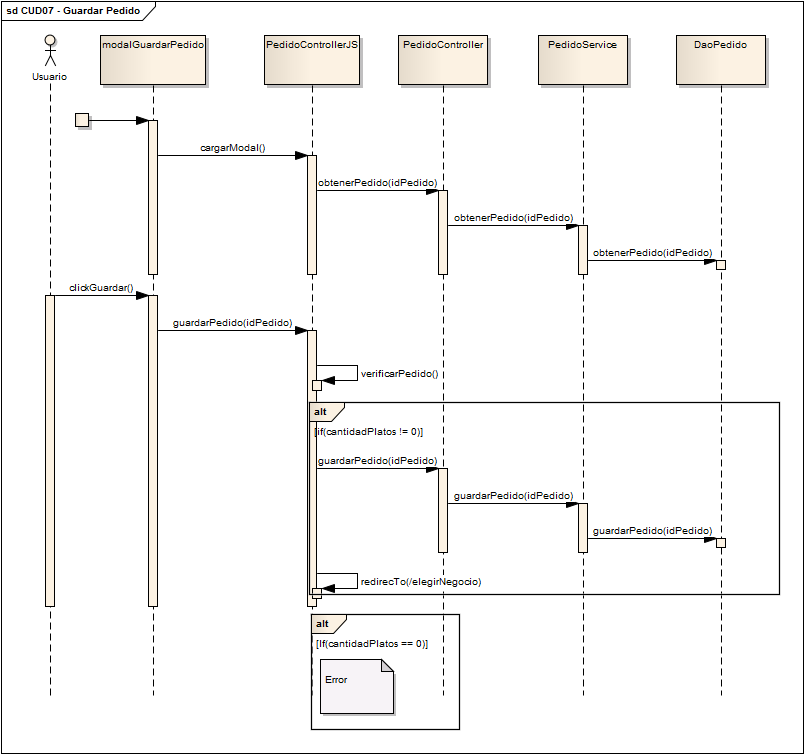 sd CUD07 - Guardar Pedido
Usuario
modalGuardarPedido
PedidoControllerJS
PedidoController
PedidoService
DaoPedido
cargarModal()
obtenerPedido(idPedido)
obtenerPedido(idPedido)
obtenerPedido(idPedido)
clickGuardar()
guardarPedido(idPedido)
verificarPedido()
alt
[if(cantidadPlatos != 0)]
guardarPedido(idPedido)
guardarPedido(idPedido)
guardarPedido(idPedido)
redirecTo(/elegirNegocio)
alt
[If(cantidadPlatos == 0)]
Error